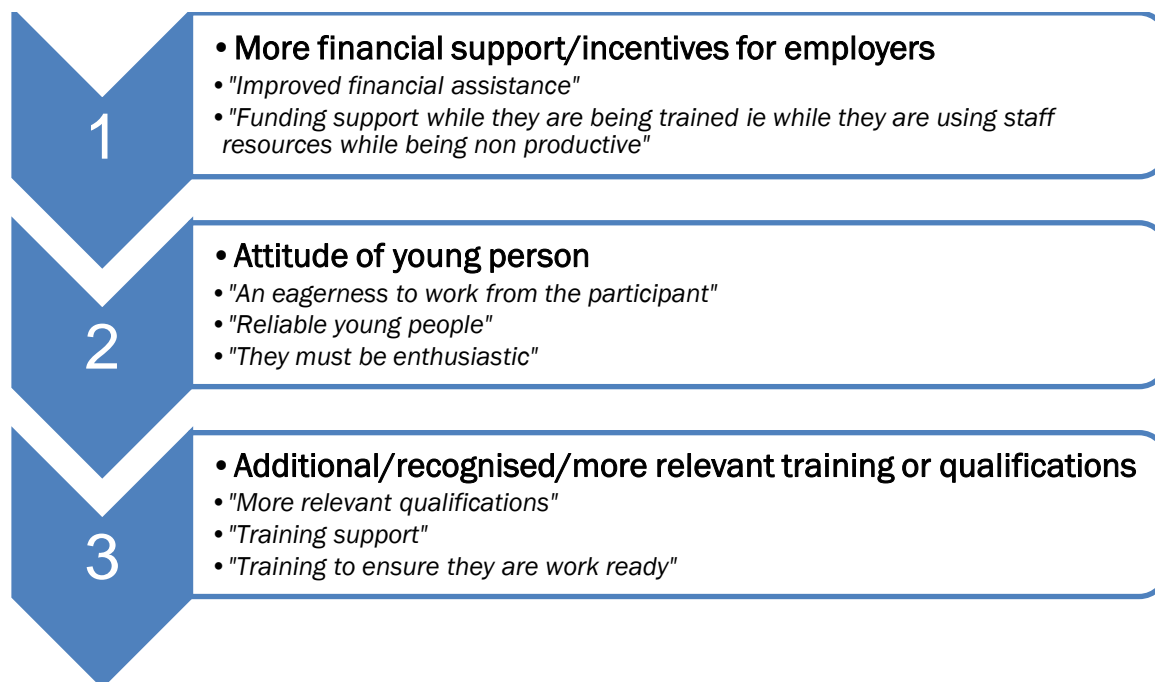 1
• More financial support/incentives for employers
• "Improved financial assistance"
• "Funding support while they are being trained ie while they are using staff
resources while being non productive"
2
• Attitude of young person
• "An eagerness to work from the participant"
• "Reliable young people"
• "They must be enthusiastic"
3
• Additional/recognised/more relevant training or qualifications
• "More relevant qualifications"
• "Training support"
• "Training to ensure they are work ready"